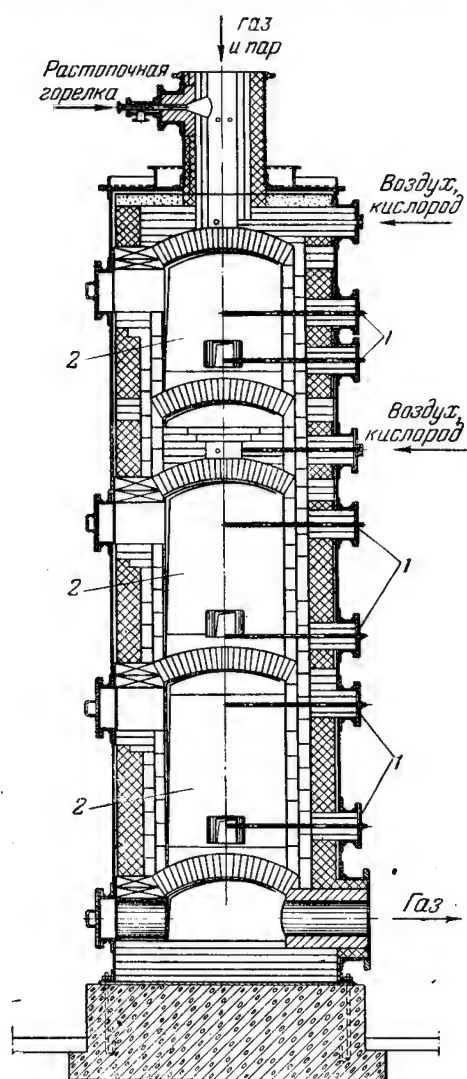 газ
и пар
Растопочная
горелка
Воздух,
кислород
1
2
Воздух,
кислород
2
1
1
2
Газ